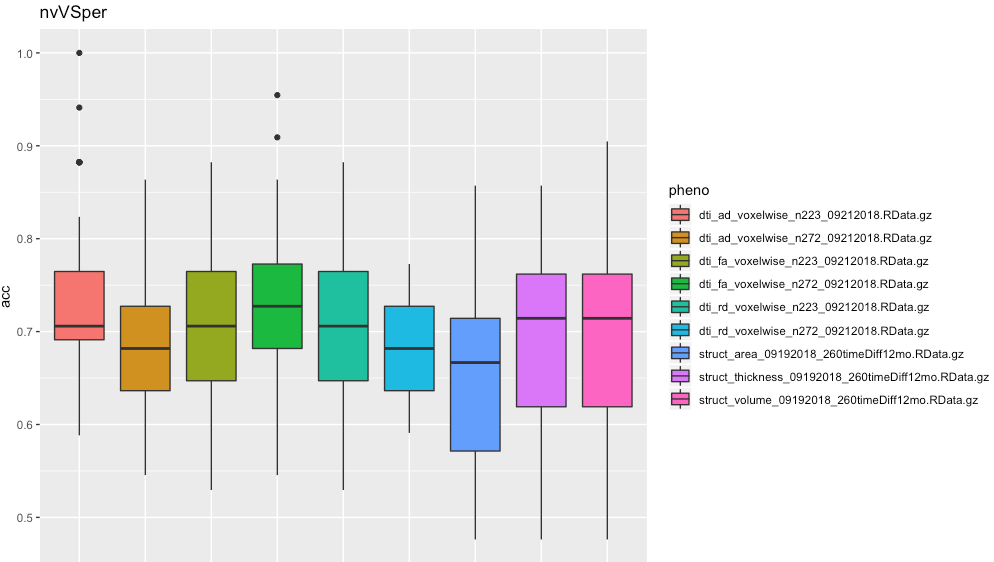 nvVSper
1.0
0.9
0.8
0.7
0.6
0.5
acc
pheno
dti_ad_voxelwise_n223_09212018.RData.gz
dti_ad_voxelwise_n272_09212018.RData.gz
dti_fa_voxelwise_n223_09212018.RData.gz
dti_fa_voxelwise_n272_09212018.RData.gz
dti_rd_voxelwise_n223_09212018.RData.gz
dti_rd_voxelwise_n272_09212018.RData.gz
struct_area_09192018_260timeDiff12mo.RData.gz
struct_thickness_09192018_260timeDiff12mo.RData.gz
struct_volume_09192018_260timeDiff12mo.RData.gz